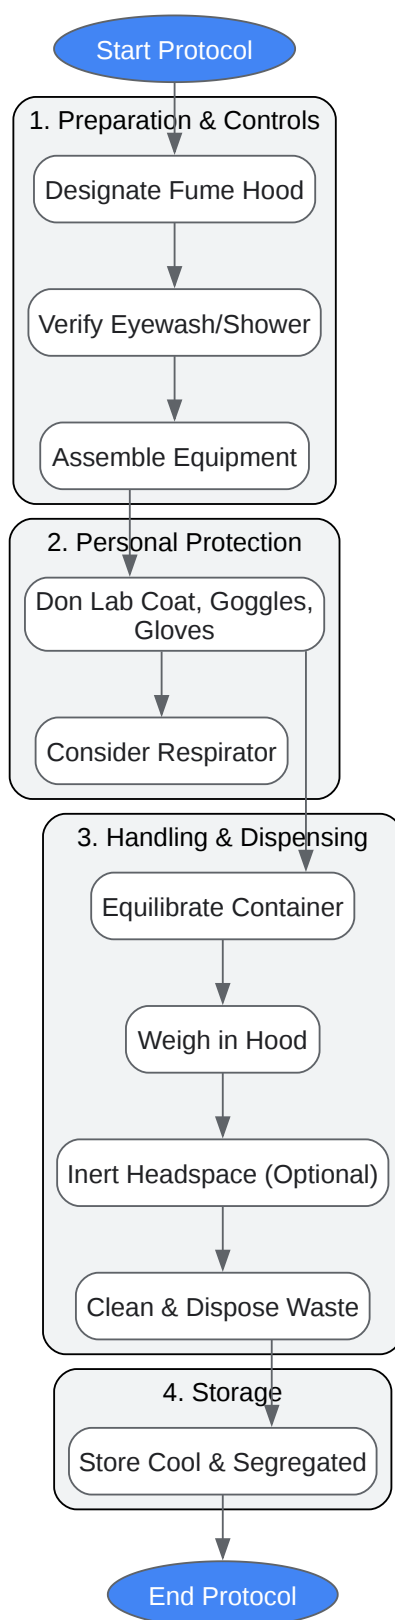 Start Protocol
1. Preparation & Controls
Designate Fume Hood
Verify Eyewash/Shower
Assemble Equipment
2. Personal Protection
Don Lab Coat, Goggles,
Gloves
Consider Respirator
3. Handling & Dispensing
Equilibrate Container
Weigh in Hood
Inert Headspace (Optional)
Clean & Dispose Waste
4. Storage
Store Cool & Segregated
End Protocol